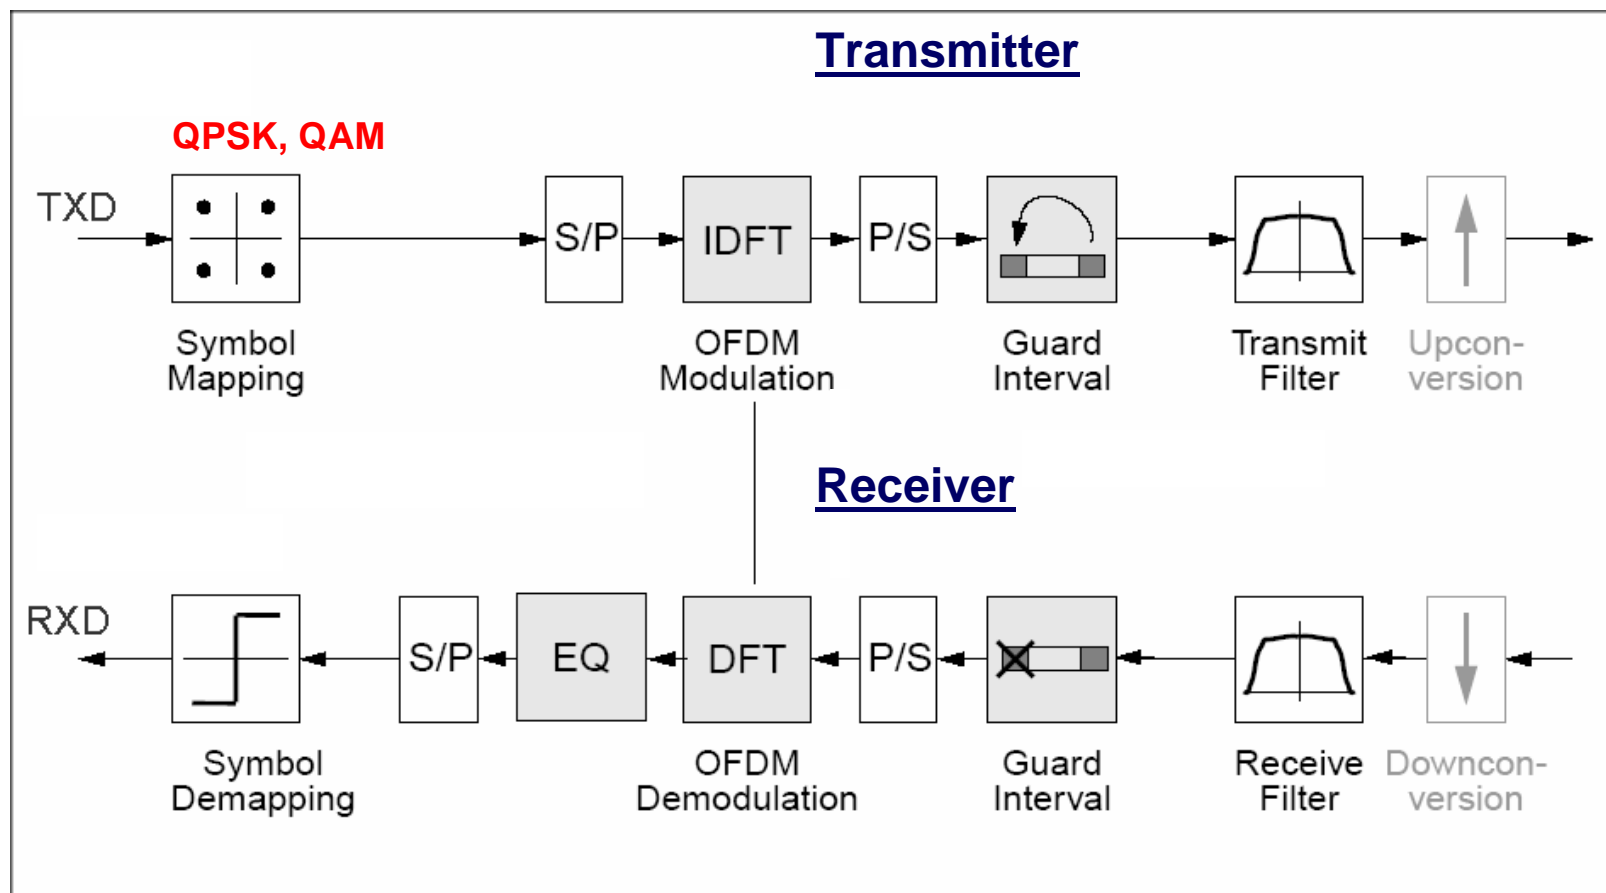 Transmitter
QPSK, QAM
TXD
S/P
IDFT
P/S
Symbol
Mapping
OFDM
Modulation
Guard
Interval
Transmit
Filter
Upcon-
version
Receiver
RXD
S/P
EQ
DFT
P/S
Symbol
Demapping
OFDM
Demodulation
Guard
Interval
Receive
Filter
Downcon-
version